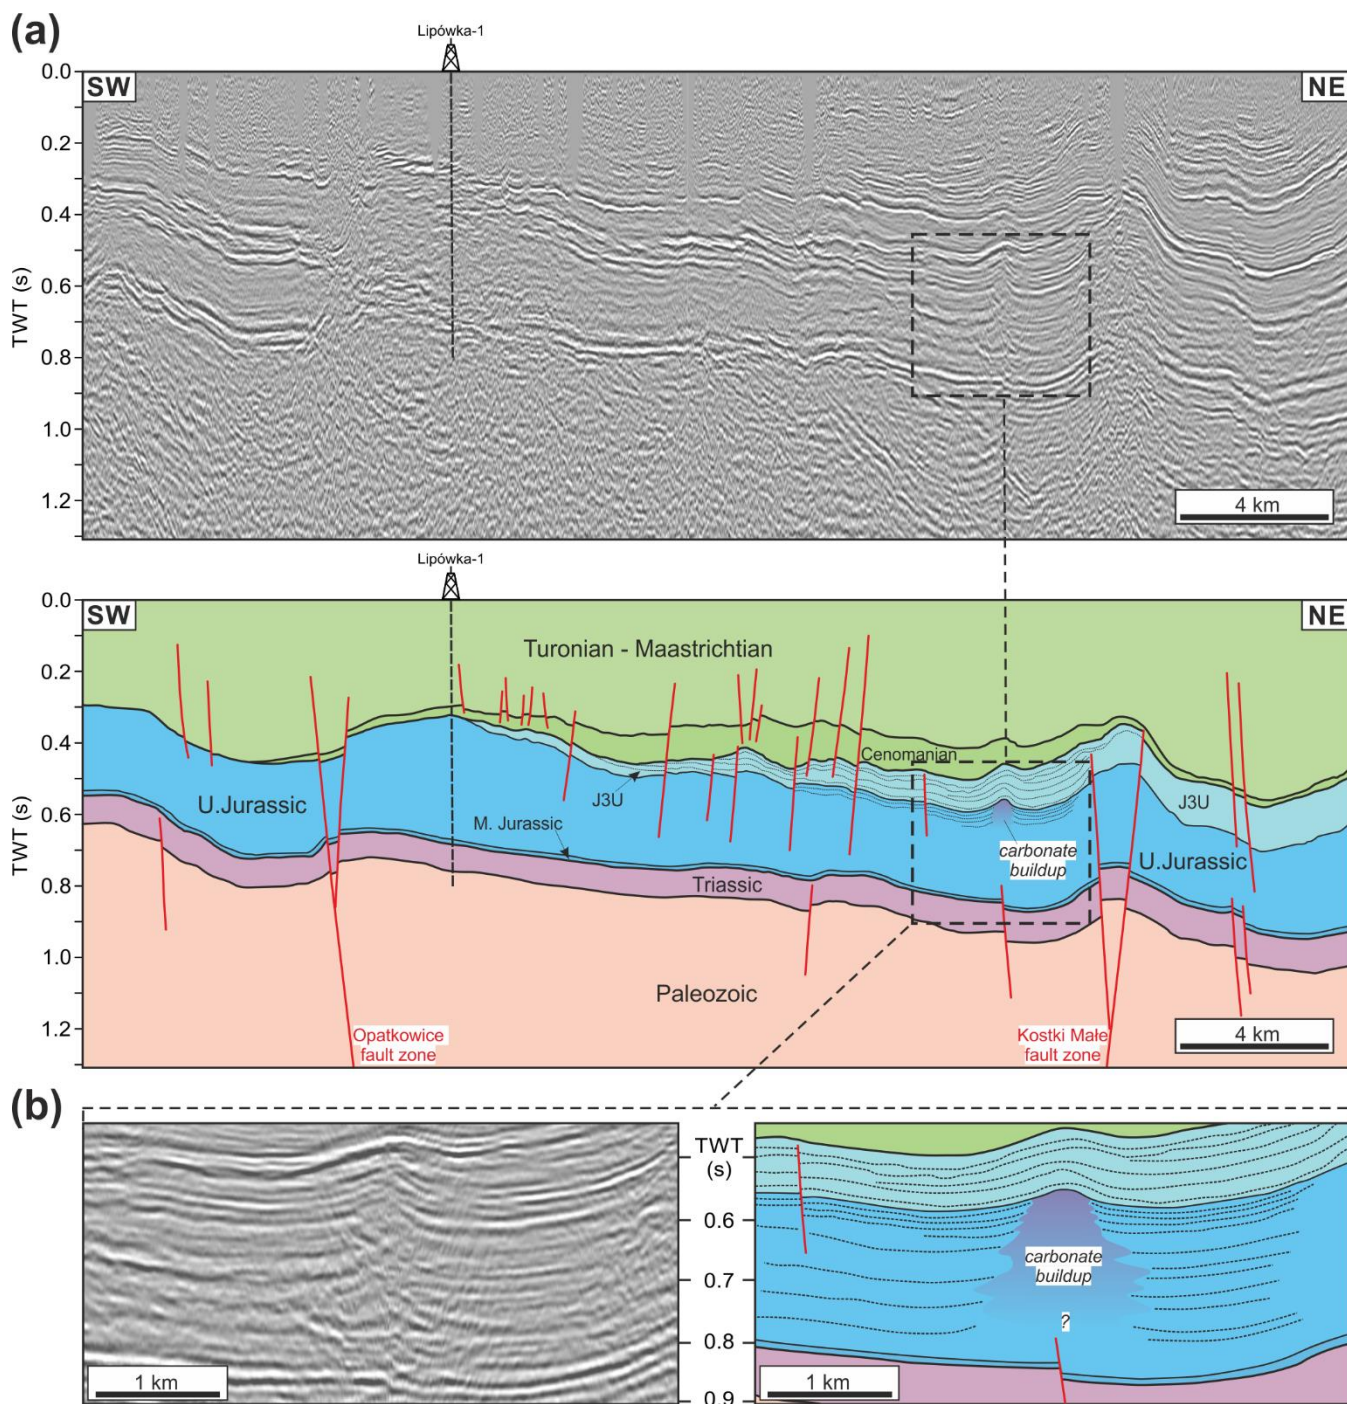 (a)
Lipówka-1
SW
NE
TWT (s)
0.0
0.2
0.4
0.6
0.8
1.0
1.2
4 km
Lipówka-1
SW
NE
TWT (s)
0.0
0.2
0.4
0.6
0.8
1.0
1.2
Turonian - Maastrichtian
Cenomanian
J3U
U.Jurassic
M. Jurassic
carbonate
buildup
J3U
U.Jurassic
Triassic
Paleozoic
Opatkowice
fault zone
Kostki Małe
fault zone
4 km
(b)
TWT
(s)
0.6
0.7
0.8
0.9
1 km
carbonate
buildup
?
1 km